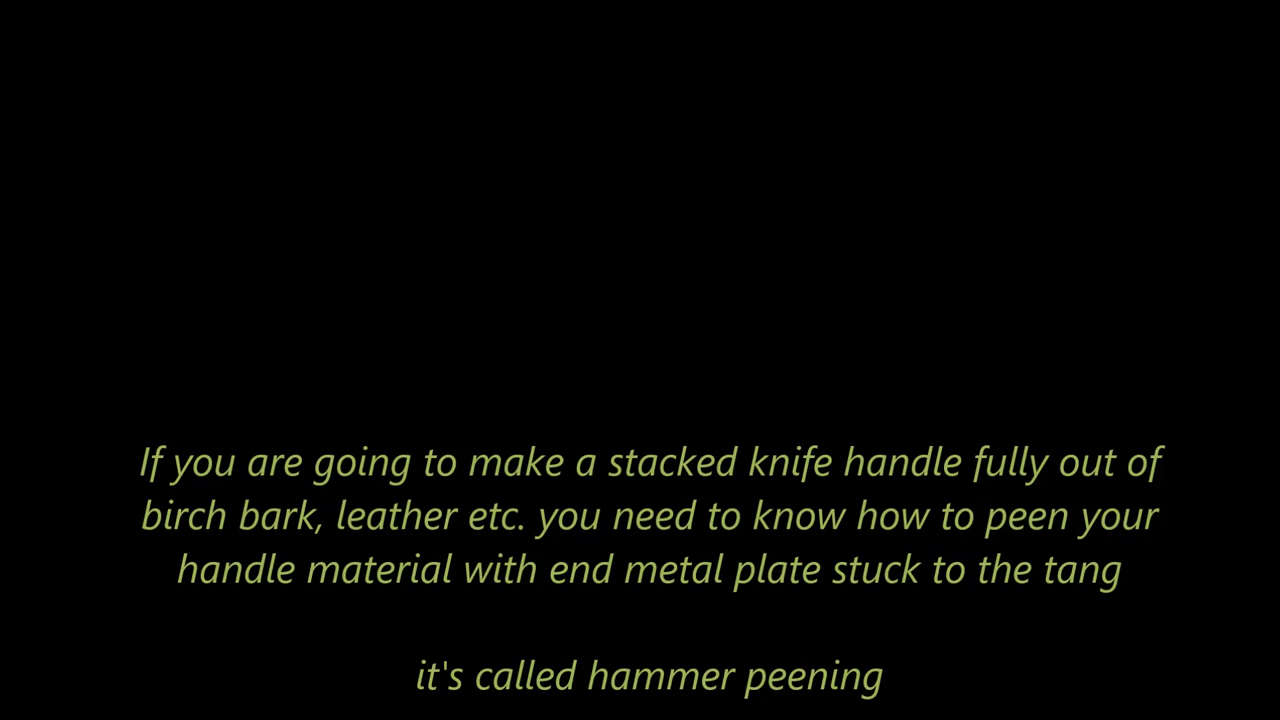 If you are going to make a stacked knife handle fully out of
birch bark, leather etc. you need to know how to peen your
handle material with end metal plate stuck to the tang
it's called hammer peening